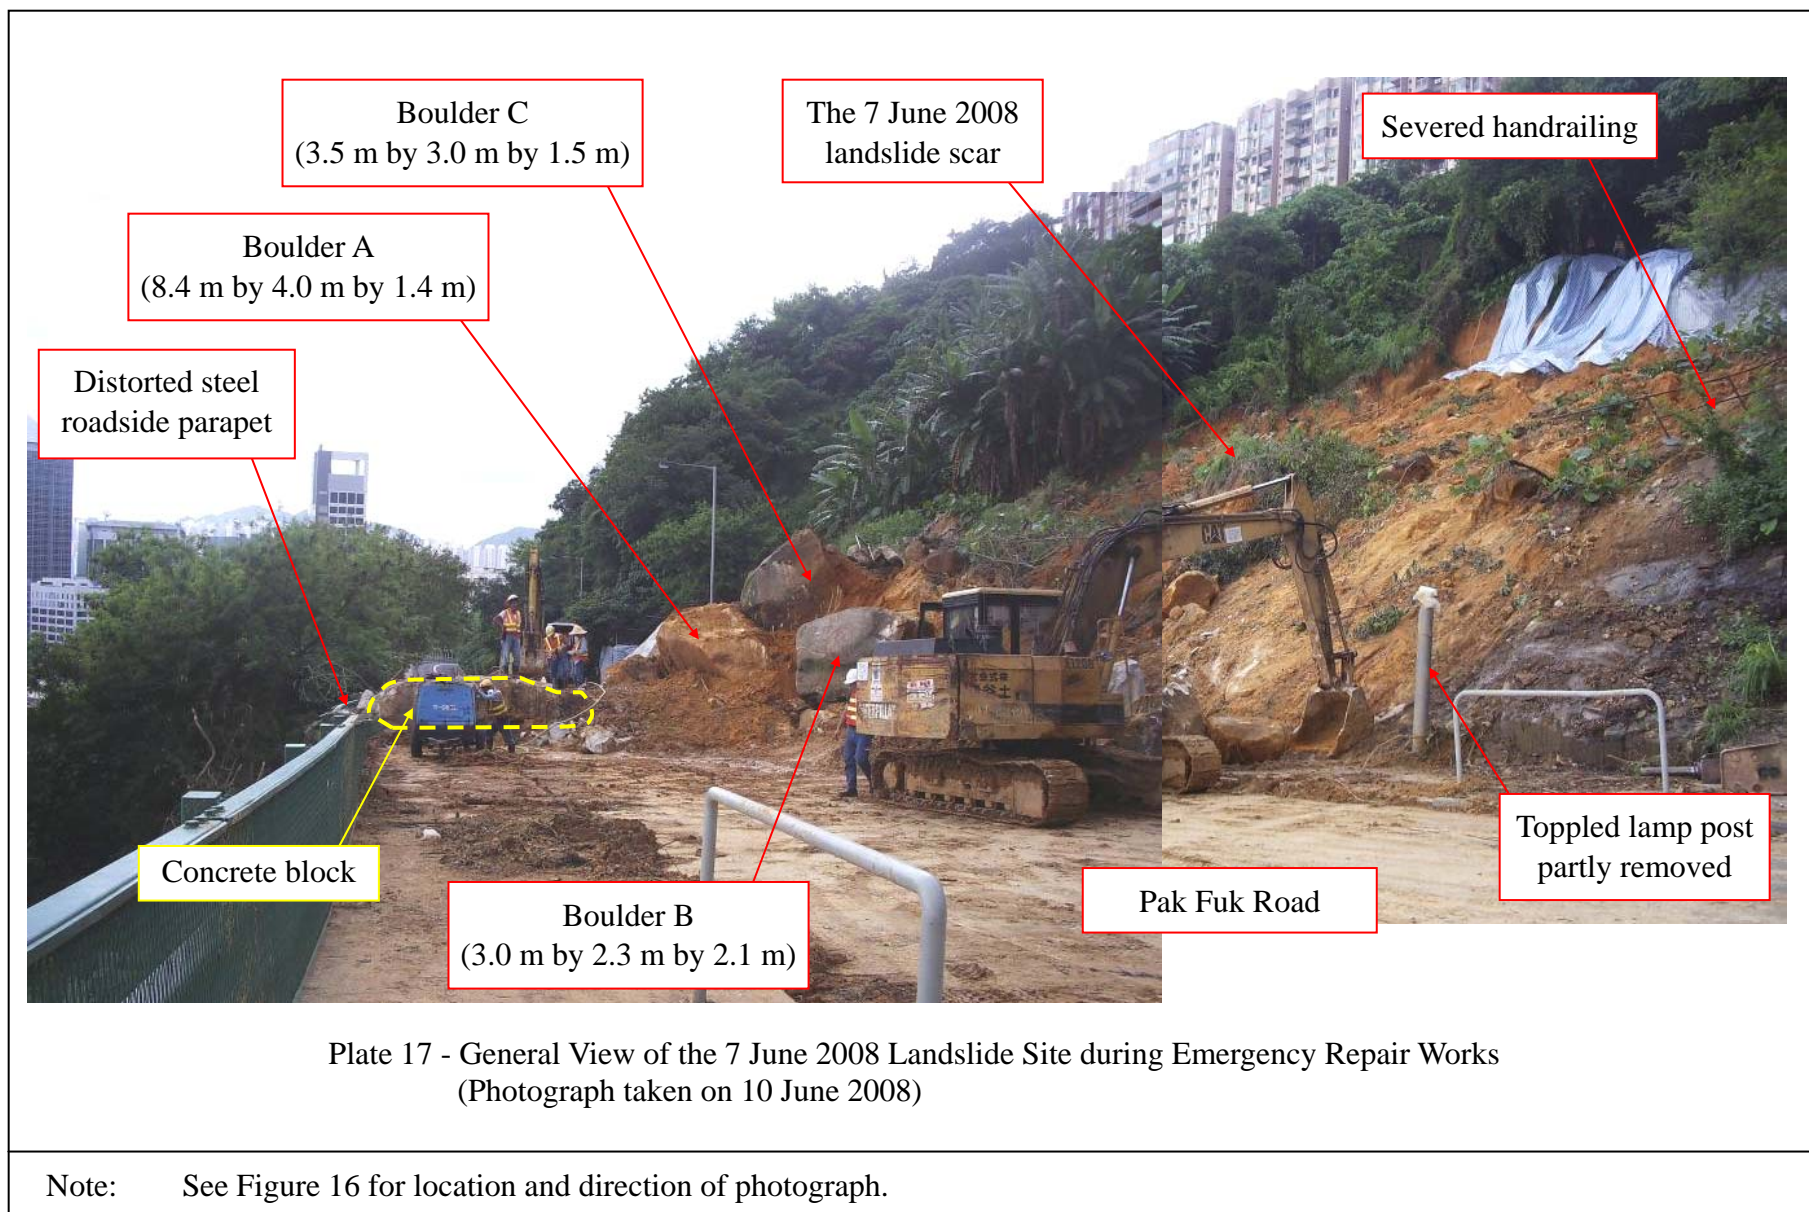 Boulder C
(3.5 m by 3.0 m by 1.5 m)
The 7 June 2008
landslide scar
Severed handrailing
Boulder A
(8.4 m by 4.0 m by 1.4 m)
Distorted steel
roadside parapet
CAT
Concrete block
Boulder B
(3.0 m by 2.3 m by 2.1 m)
Pak Fuk Road
Toppled lamp post
partly removed
Plate 17 - General View of the 7 June 2008 Landslide Site during Emergency Repair Works
(Photograph taken on 10 June 2008)
Note: See Figure 16 for location and direction of photograph.